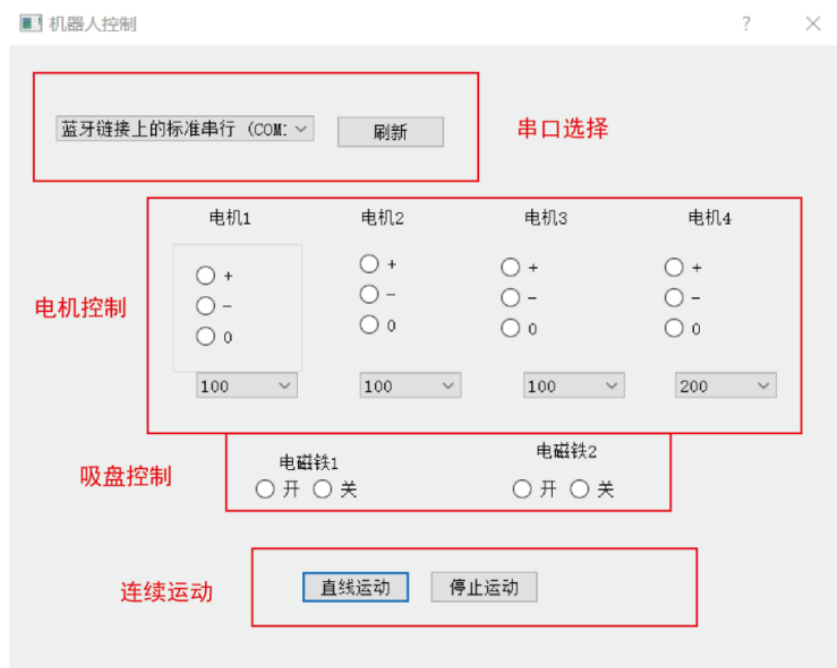 机器人控制
蓝牙链接上的标准串行 (COM:
刷新
串口选择
电机1 电机2 电机3 电机4
+ + + +
- - - -
0 0 0 0
电机控制
100 100 100 200
吸盘控制
电磁铁1 电磁铁2
开 关 开 关
连续运动
直线运动 停止运动